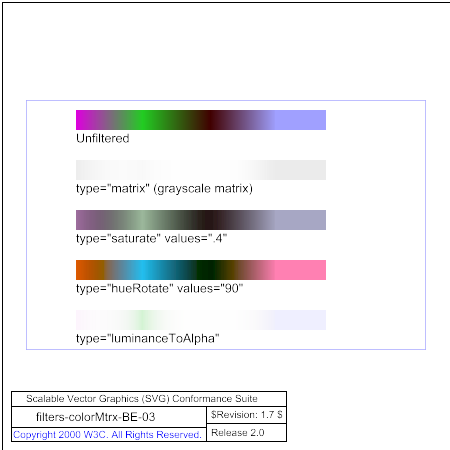 Unfiltered
type="matrix" (grayscale matrix)
type="saturate" values=".4"
type="hueRotate" values="90"
type="luminanceToAlpha"
Scalable Vector Graphics (SVG) Conformance Suite
filters-colorMtrx-BE-03
$Revision: 1.7 $
Copyright 2000 W3C. All Rights Reserved.
Release 2.0